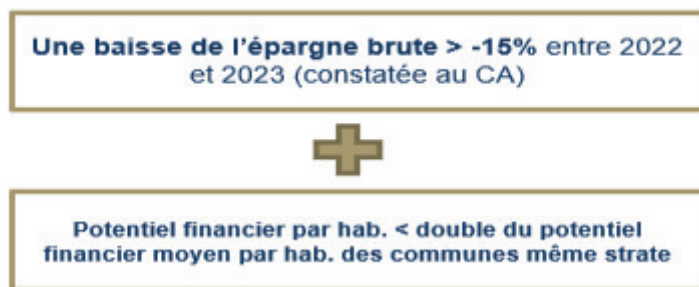 Une baisse de l'épargne brute > -15% entre 2022
et 2023 (constatée au CA)
Potentiel financier par hab. < double du potentiel
financier moyen par hab. des communes même strate